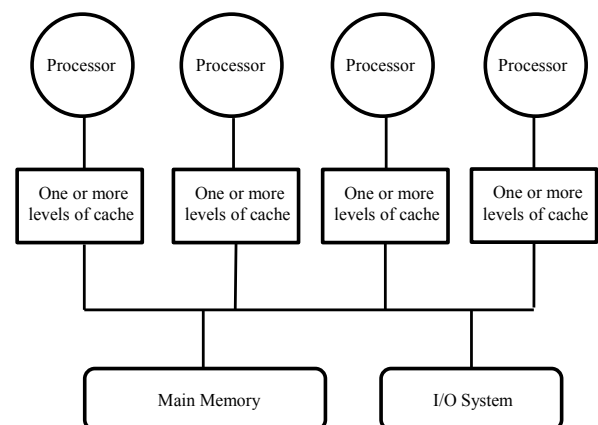 Processor
Processor
Processor
Processor
One or more
levels of cache
One or more
levels of cache
One or more
levels of cache
One or more
levels of cache
Main Memory
I/O System